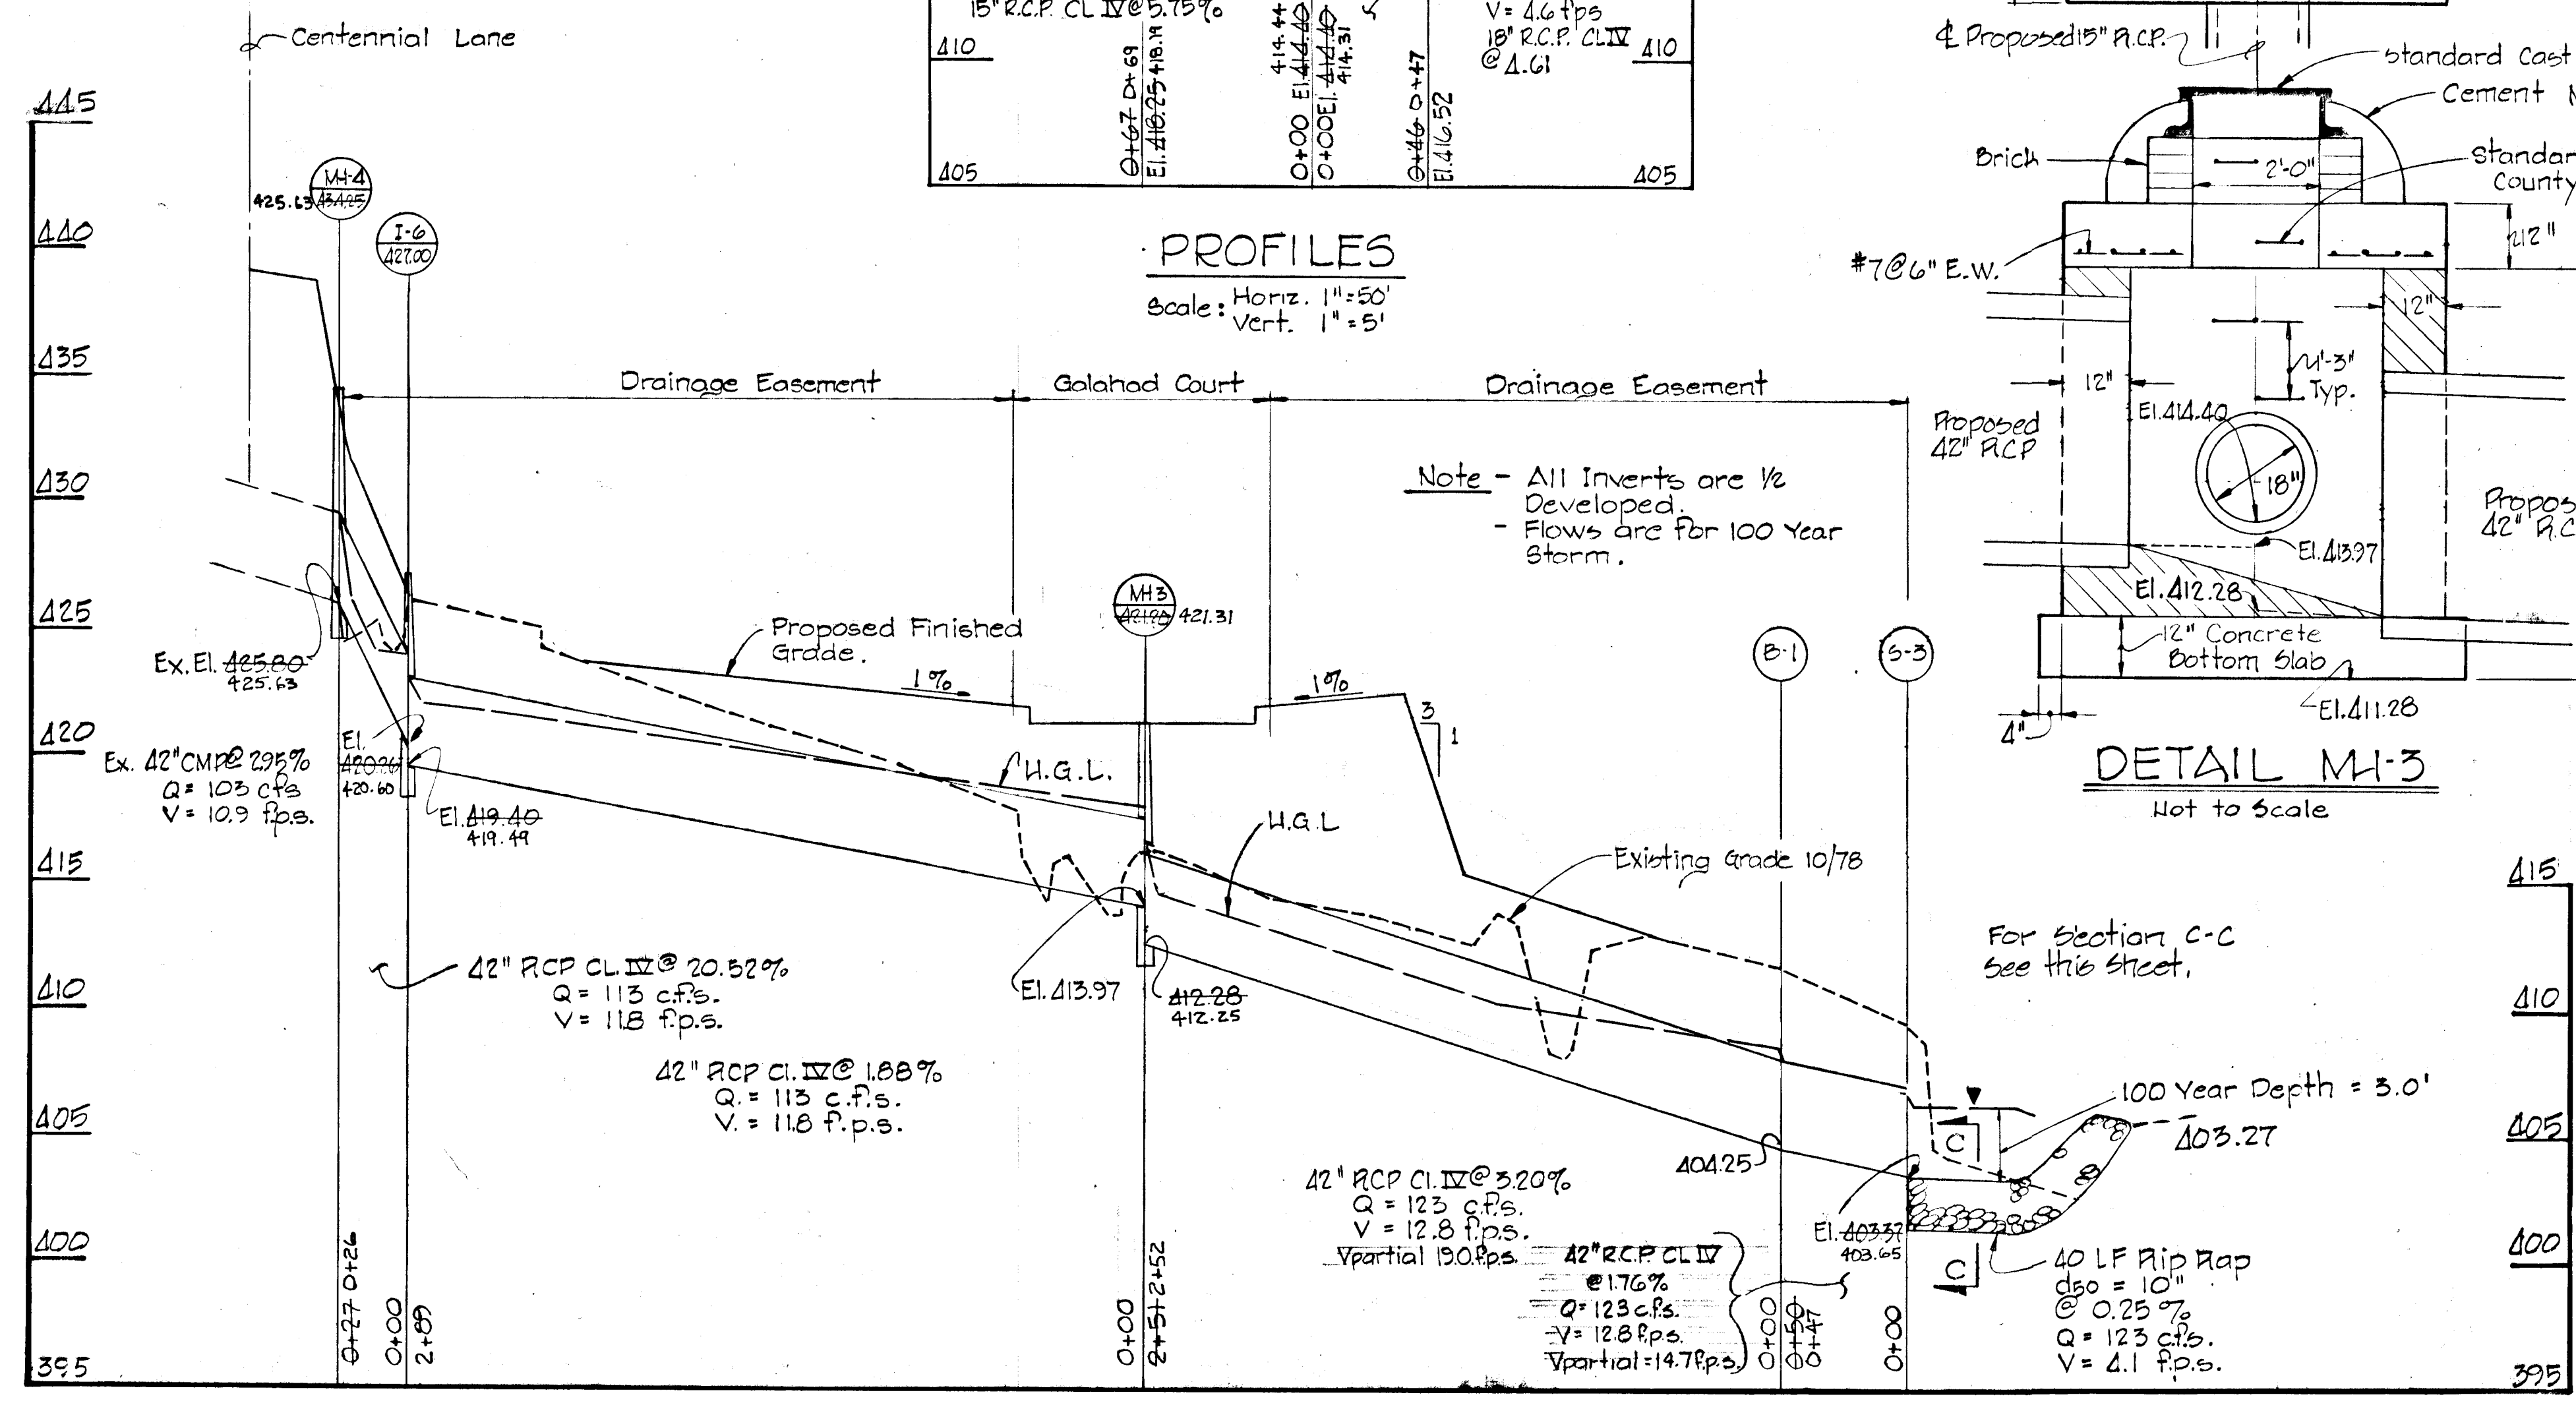 15" R.C.P. CL IV @ 5.75%
410
0+67 0+69
El. 418.25 418.19
414.44
0+00 El. 414.40
0+00 El. 414.40
414.31
0+46 0+47
El. 416.52
V = 4.6 fps
18" R.C.P. CL IV
@ 4.61
410
405
405
Centennial Lane
PROFILES
Scale: Horiz. 1" = 50'
Vert. 1" = 5'
445
440
435
430
425
420
415
410
405
400
395
MH-4
425.63 434.25
I-6
427.00
Drainage Easement
Galahad Court
Drainage Easement
Note - All Inverts are 1/2
Developed.
- Flows are for 100 Year
Storm.
Proposed Finished
Grade.
1%
1%
3
1
MH3
421.31
B-1
S-3
Ex. El. 425.80
425.63
Ex. 42" CMP @ 2.95%
Q = 103 cfs
V = 10.9 f.p.s.
El.
420.26
420.60
El. 419.40
419.49
H.G.L.
H.G.L
Existing Grade 10/78
42" RCP CL. IV @ 20.52%
Q = 113 c.f.s.
V = 11.8 f.p.s.
42" RCP Cl. IV @ 1.88%
Q. = 113 c.f.s.
V. = 11.8 f.p.s.
El. 413.97
412.28
412.25
42" RCP Cl. IV @ 3.20%
Q = 123 c.f.s.
V = 12.8 f.p.s.
Vpartial 19.0 f.p.s.
42" R.C.P. CL IV
@ 1.76%
Q = 123 c.f.s.
V = 12.8 f.p.s.
Vpartial = 14.7 f.p.s.
404.25
El. 403.37
403.65
C
C
100 Year Depth = 3.0'
403.27
40 LF Rip Rap
d50 = 10"
@ 0.25%
Q = 123 cfs.
V = 4.1 f.p.s.
For Section C-C
See this Sheet.
415
410
405
400
395
0+27 0+26
0+00
2+89
0+00
2+51 2+52
0+00
0+50
0+47
0+00
℄ Proposed 15" R.C.P.
Standard Cast
Cement
Brick
2'-0"
Standar
County
12"
#7 @ 6" E.W.
12"
12"
1'-3"
Typ.
Proposed
42" RCP
El. 414.40
18"
Propos
42" R.C
El. 413.97
El. 412.28
12" Concrete
Bottom Slab
El. 411.28
4"
DETAIL MH-3
Not to Scale